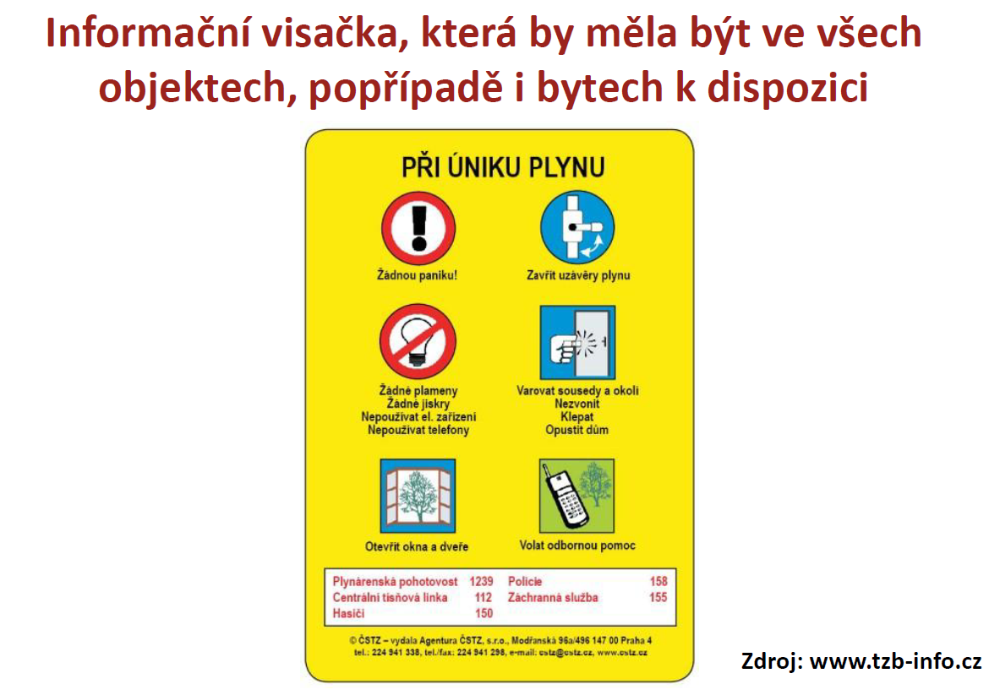 Informační visačka, která by měla být ve všech
objektech, popřípadě i bytech k dispozici
PŘI ÚNIKU PLYNU
Žádnou paniku!
Zavřít uzávěry plynu
Žádné plameny
Žádné jiskry
Nepoužívat el. zařízení
Nepoužívat telefony
Varovat sousedy a okolí
Nezvonit
Klepat
Opustit dům
Otevřít okna a dveře
Volat odbornou pomoc
Plynárenská pohotovost 1239 Policie 158
Centrální tísňová linka 112 Záchranná služba 155
Hasiči 150
© ČSTZ – vydala Agentura ČSTZ, s.r.o., Modřanská 96a/496 147 00 Praha 4
tel.: 224 941 338, tel./fax: 224 941 298, e-mail: cstz@cstz.cz, www.cstz.cz
Zdroj: www.tzb-info.cz